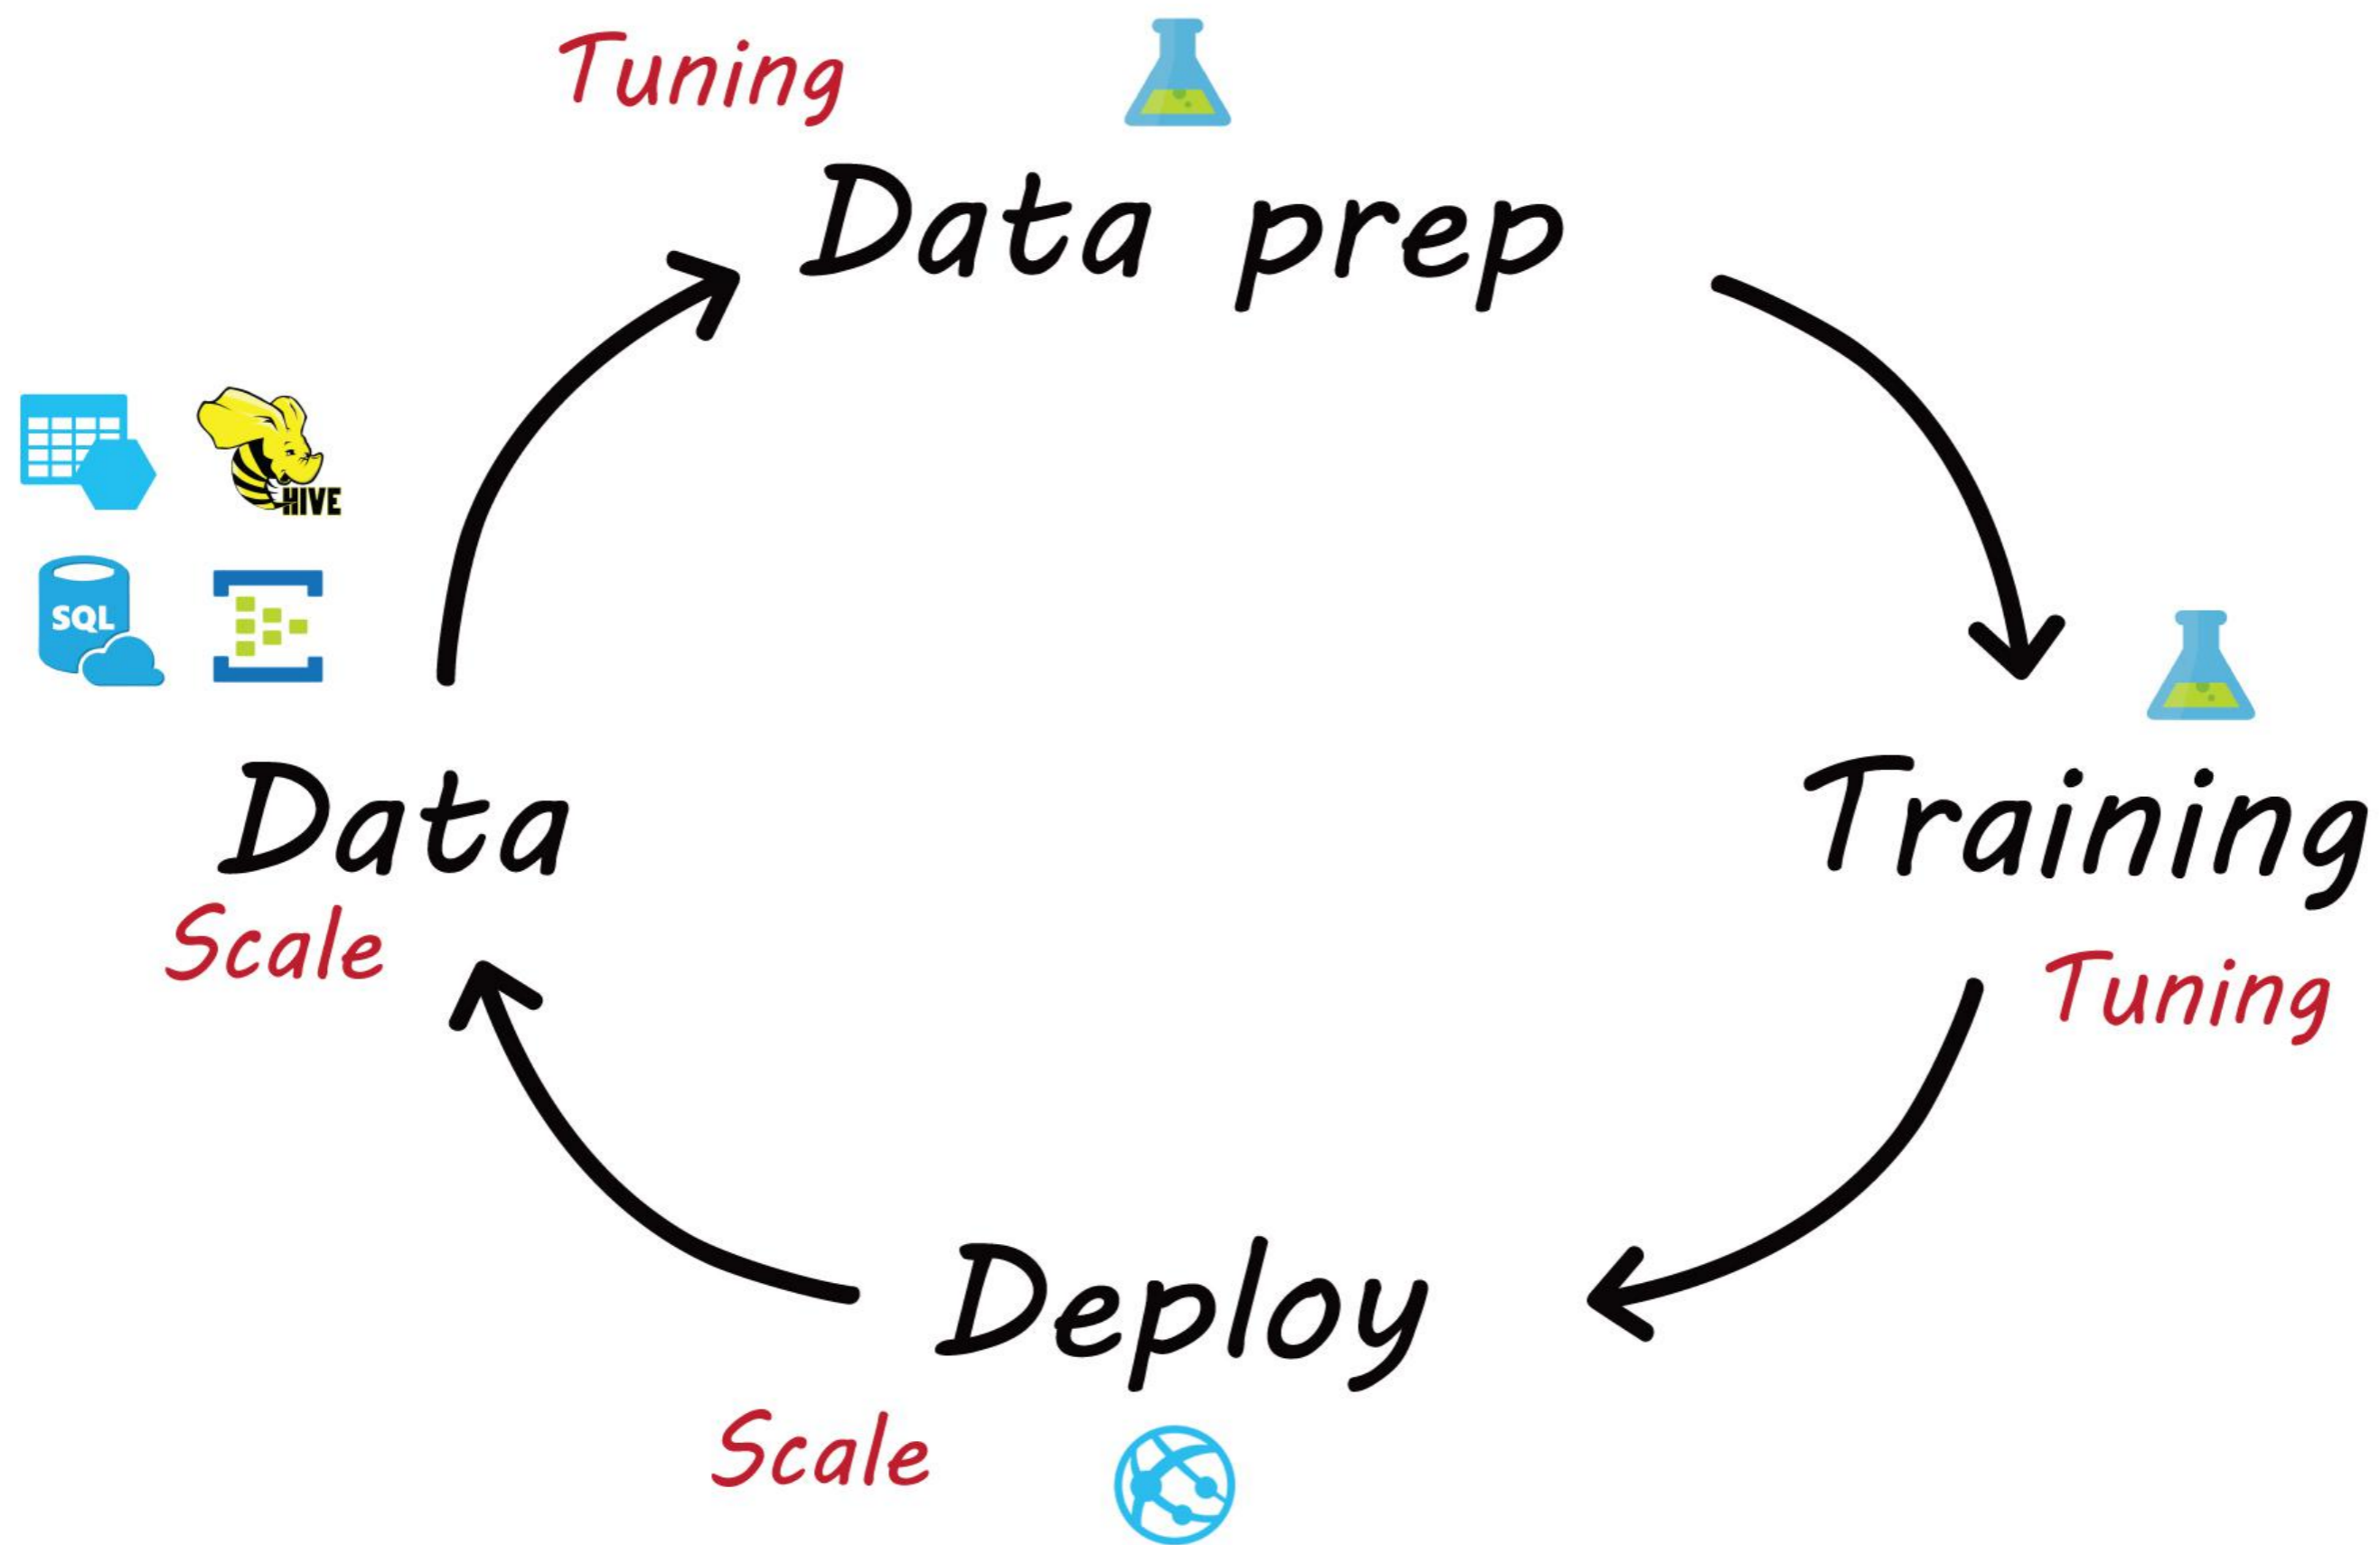 Tuning
Data prep
HIVE
SQL
Data
Scale
Training
Tuning
Deploy
Scale